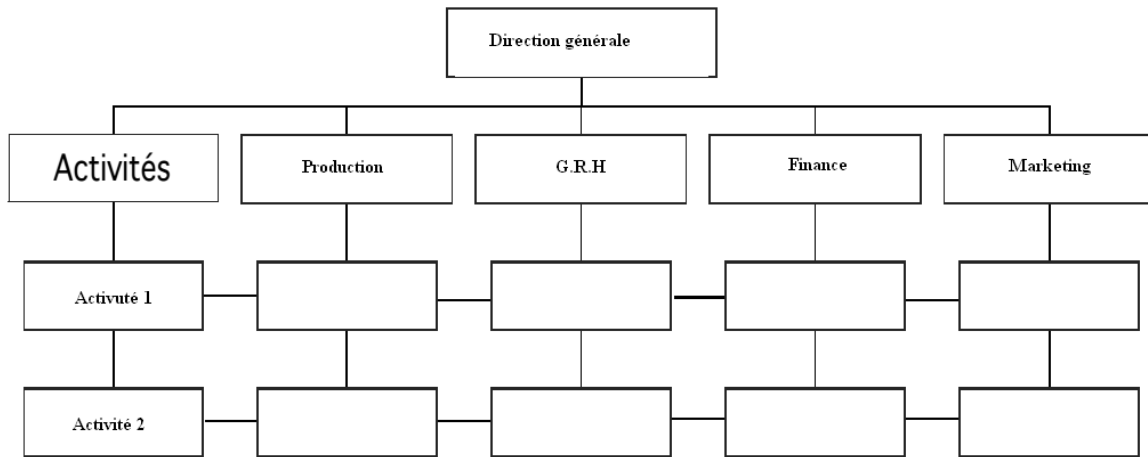 Direction générale
Activités
Production
G.R.H
Finance
Marketing
Activuté 1
Activité 2